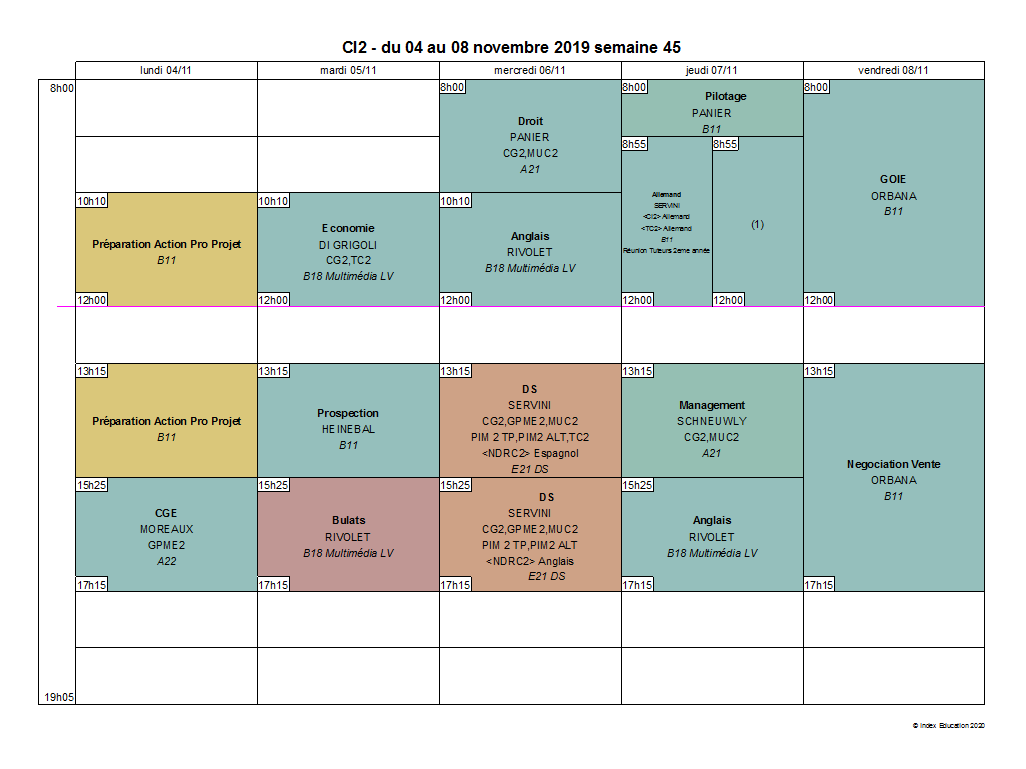 CI2 - du 04 au 08 novembre 2019 semaine 45
lundi 04/11
mardi 05/11
mercredi 06/11
jeudi 07/11
vendredi 08/11
8h00
19h05
10h10
Préparation Action Pro Projet
B11
12h00
13h15
Préparation Action Pro Projet
B11
15h25
CGE
MOREAUX
GPME2
A22
17h15
10h10
Economie
DI GRIGOLI
CG2,TC2
B18 Multimédia LV
12h00
13h15
Prospection
HEINEBAL
B11
15h25
Bulats
RIVOLET
B18 Multimédia LV
17h15
8h00
Droit
PANIER
CG2,MUC2
A21
10h10
Anglais
RIVOLET
B18 Multimédia LV
12h00
13h15
DS
SERVINI
CG2,GPME2,MUC2
PIM 2 TP,PIM2 ALT,TC2
<NDRC2> Espagnol
E21 DS
15h25
DS
SERVINI
CG2,GPME2,MUC2
PIM 2 TP,PIM2 ALT
<NDRC2> Anglais
E21 DS
17h15
8h00
Pilotage
PANIER
B11
8h55
Allemand
SERVINI
<CI2> Allemand
<TC2> Allemand
B11
Réunion Tuteurs 2eme année
12h00
8h55
(1)
12h00
13h15
Management
SCHNEUWLY
CG2,MUC2
A21
15h25
Anglais
RIVOLET
B18 Multimédia LV
17h15
8h00
GOIE
ORBANA
B11
12h00
13h15
Negociation Vente
ORBANA
B11
17h15
© Index Education 2020